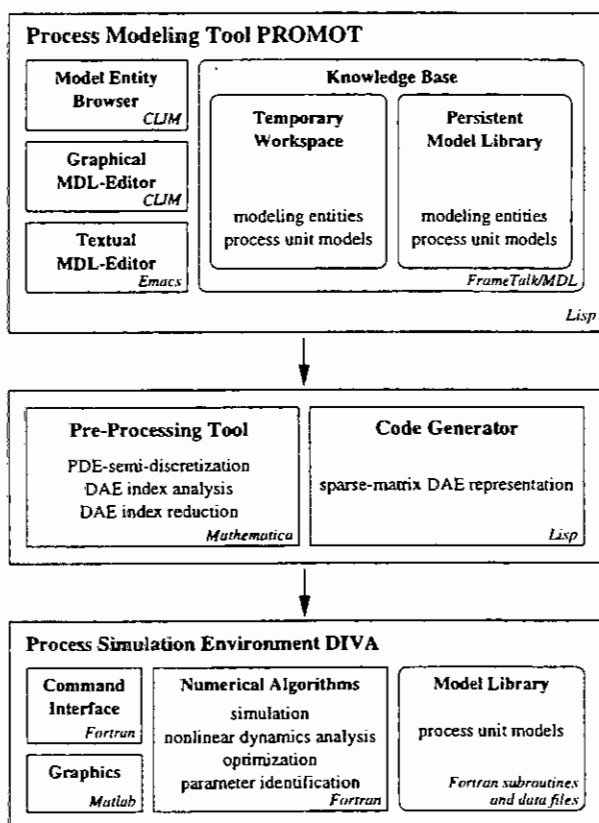 Process Modeling Tool PROMOT
Model Entity
Browser
CLIM
Graphical
MDL-Editor
CLIM
Textual
MDL-Editor
Emacs
Knowledge Base
Temporary
Workspace
modeling entities
process unit models
Persistent
Model Library
modeling entities
process unit models
FrameTalk/MDL
Lisp
Pre-Processing Tool
PDE-semi-discretization
DAE index analysis
DAE index reduction
Mathematica
Code Generator
sparse-matrix DAE representation
Lisp
Process Simulation Environment DIVA
Command
Interface
Fortran
Graphics
Matlab
Numerical Algorithms
simulation
nonlinear dynamics analysis
optimization
parameter identification
Fortran
Model Library
process unit models
Fortran subroutines
and data files